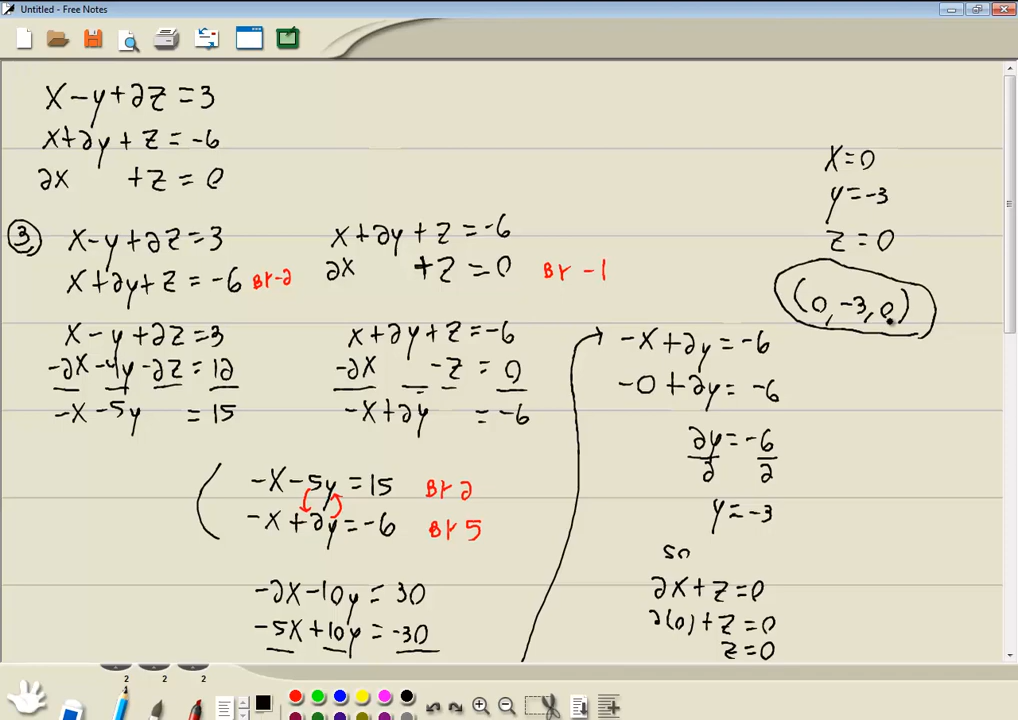 Untitled - Free Notes
x-y+2z=3
x+2y+z=-6
2x +z=0
3
x-y+2z=3
x+2y+z=-6 By-2
x-y+2z=3
-2x-4y-2z=12
-x-5y =15
x+2y+z=-6
2x +z=0 By -1
x+2y+z=-6
-2x -z=0
-x+2y =-6
-x-5y=15 By 2
-x+2y=-6 By 5
-2x-10y=30
-5x+10y=-30
-x+2y=-6
-0+2y=-6
2y=-6
2 2
y=-3
so
2x+z=0
2(0)+z=0
z=0
x=0
y=-3
z=0
(0,-3,0)
2 2 2